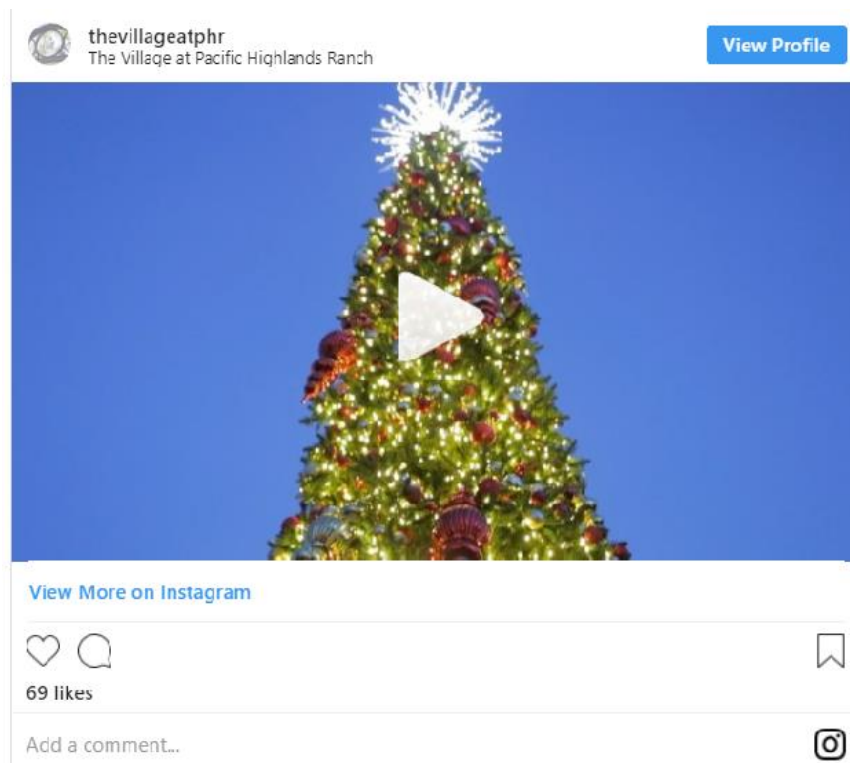 thevillageatphr
The Village at Pacific Highlands Ranch
View Profile
View More on Instagram
69 likes
Add a comment...